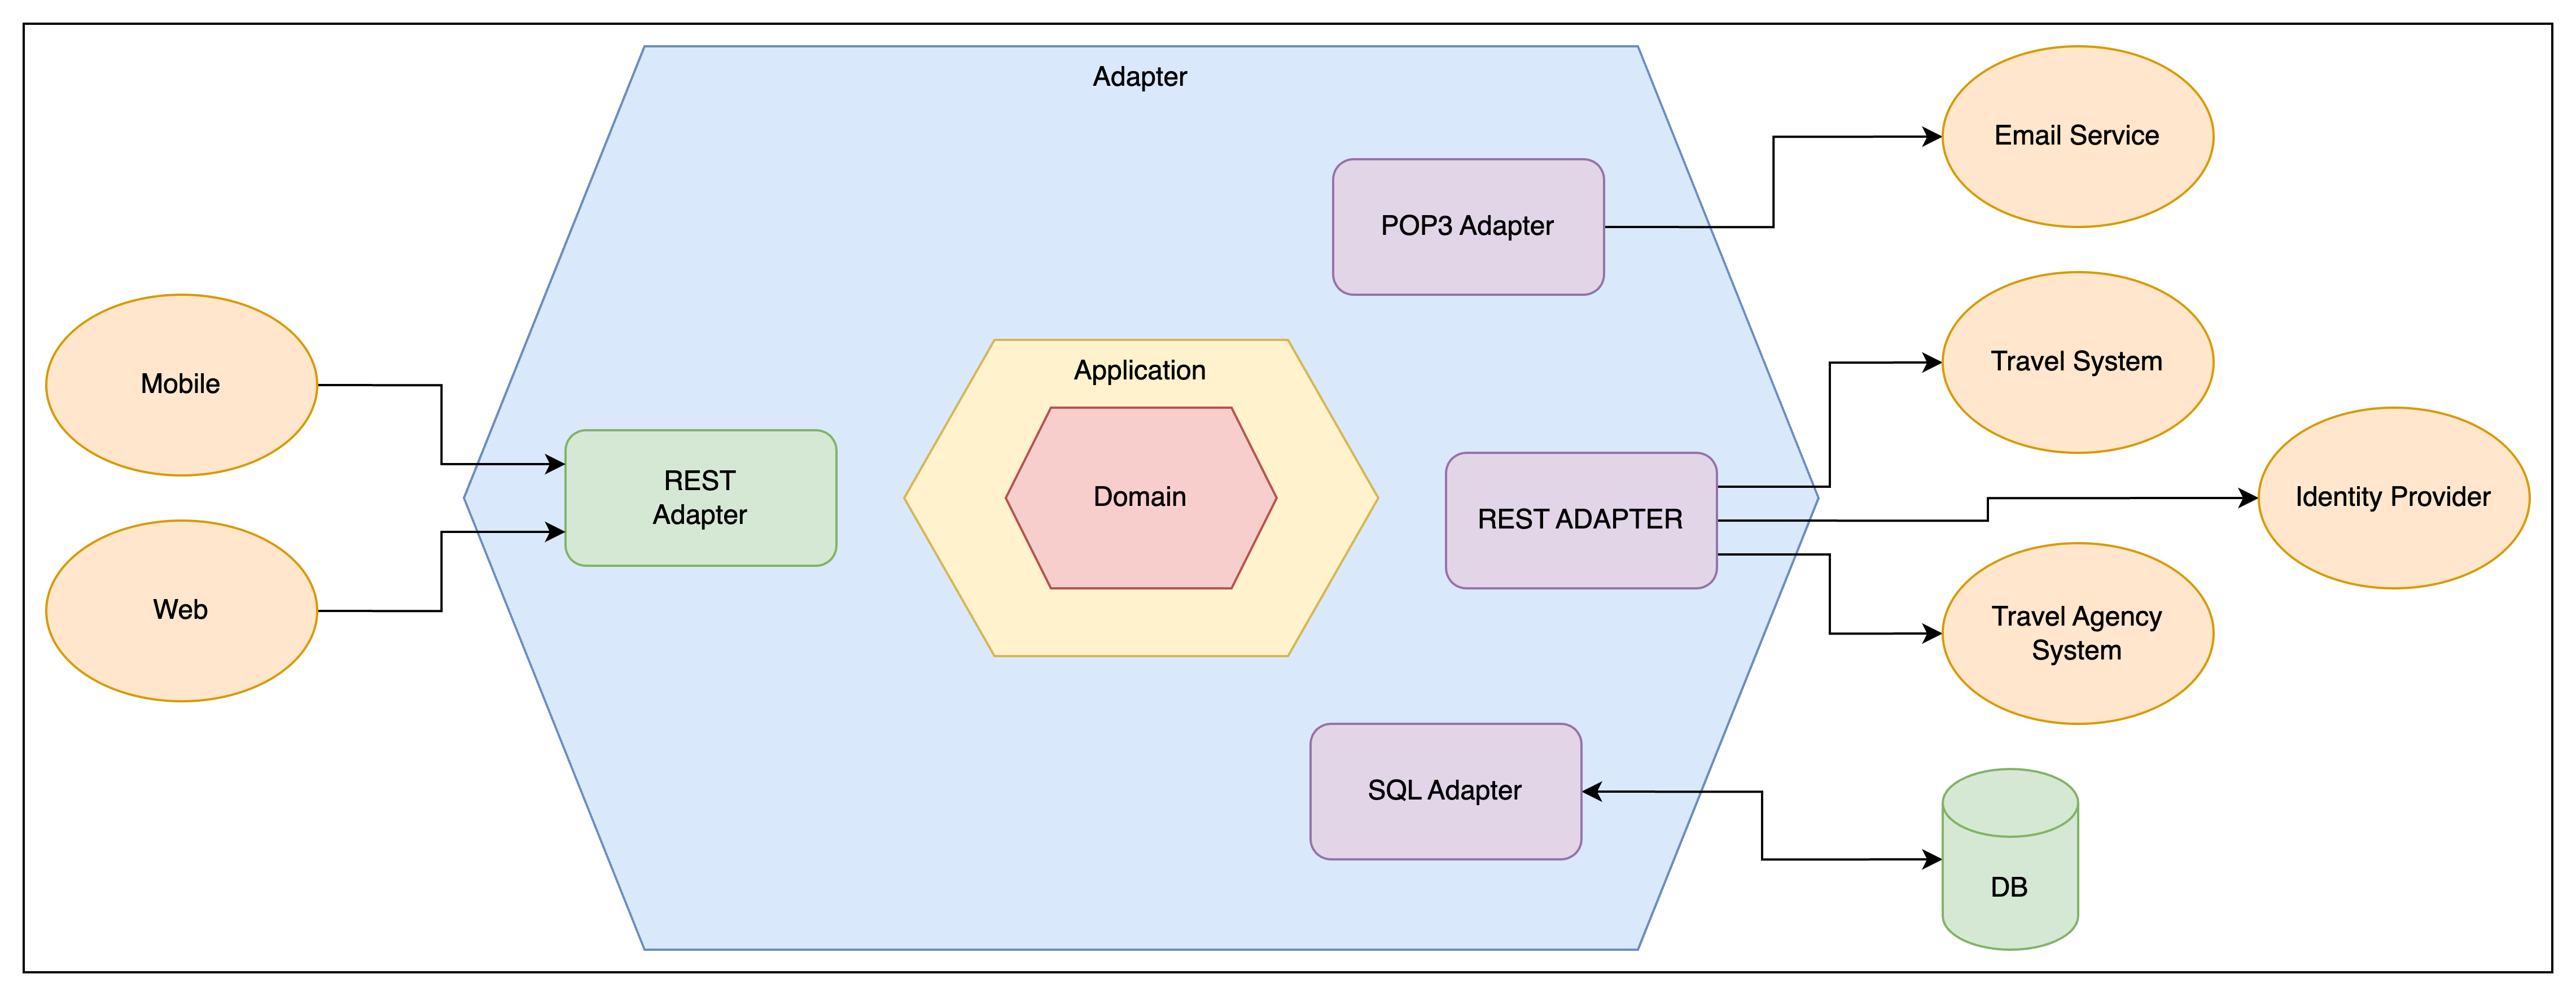 Adapter
Email Service
POP3 Adapter
Travel System
Mobile
Application
REST
Adapter
Domain
REST ADAPTER
Identity Provider
Web
Travel Agency
System
SQL Adapter
DB